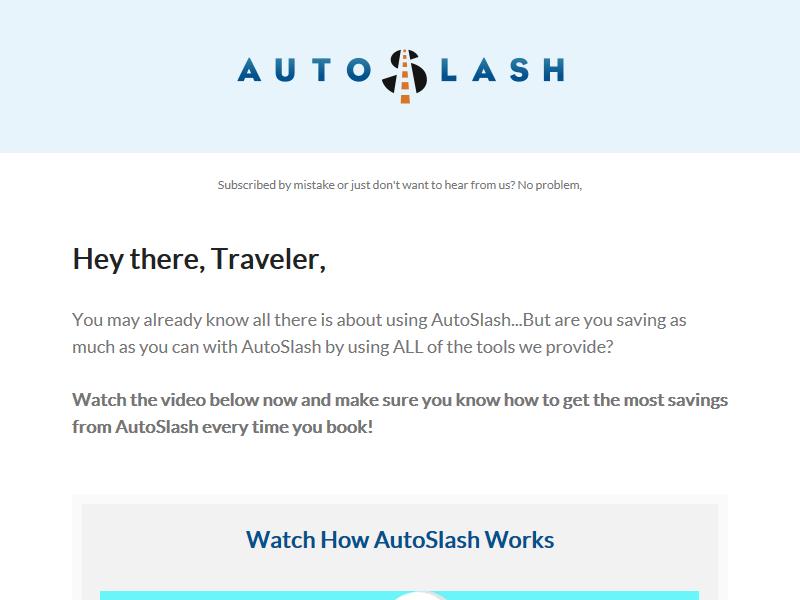 AUTOSLASH
Subscribed by mistake or just don't want to hear from us? No problem,
Hey there, Traveler,
You may already know all there is about using AutoSlash...But are you saving as
much as you can with AutoSlash by using ALL of the tools we provide?
Watch the video below now and make sure you know how to get the most savings
from AutoSlash every time you book!
Watch How AutoSlash Works